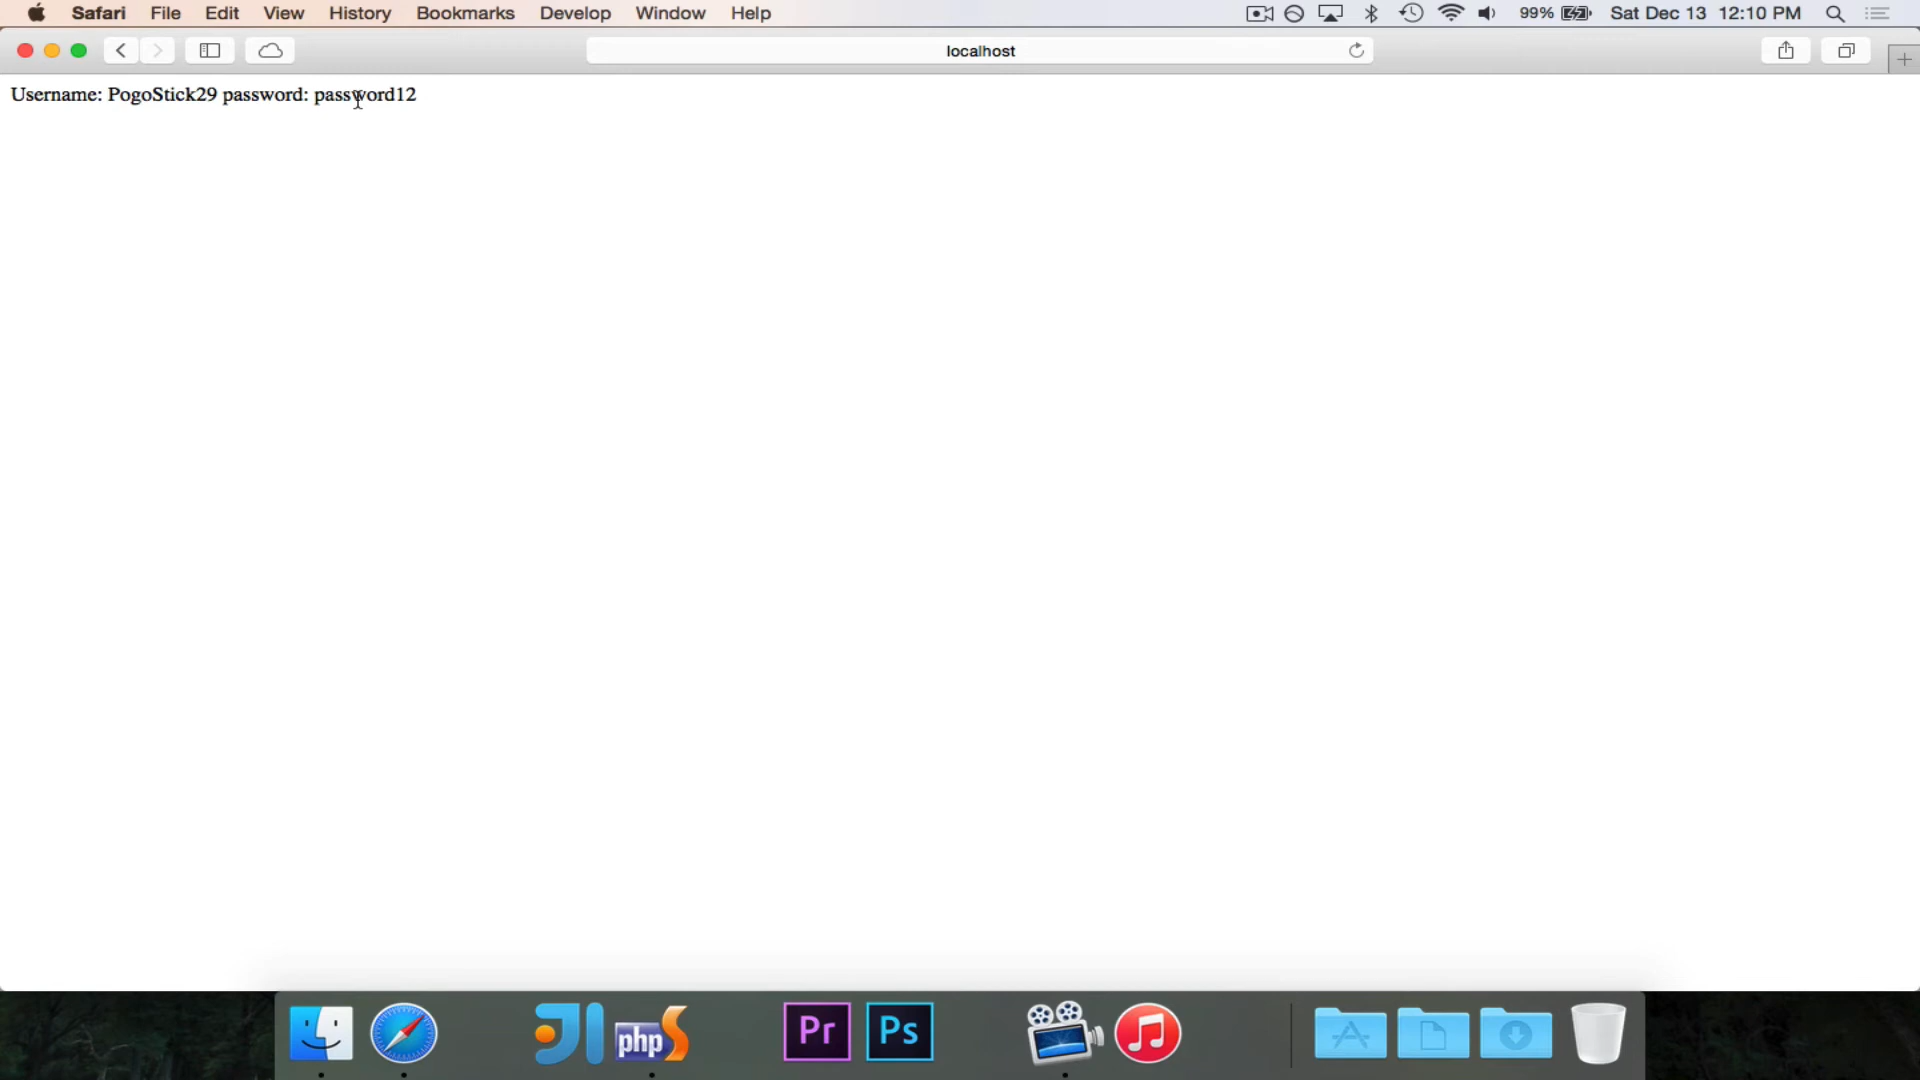 Safari File Edit View History Bookmarks Develop Window Help 99% Sat Dec 13 12:10 PM
localhost
Username: PogoStick29 password: password12
JI php S Pr Ps